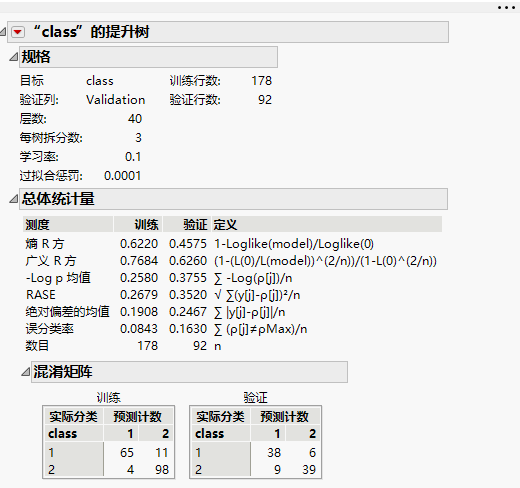 “class”的提升树
规格
目标 class 训练行数: 178
验证列: Validation 验证行数: 92
层数: 40
每树拆分数: 3
学习率: 0.1
过拟合惩罚: 0.0001
总体统计量
测度 训练 验证 定义
熵 R 方 0.6220 0.4575 1-Loglike(model)/Loglike(0)
广义 R 方 0.7684 0.6260 (1-(L(0)/L(model))^(2/n))/(1-L(0)^(2/n))
-Log p 均值 0.2580 0.3755 ∑ -Log(ρ[j])/n
RASE 0.2679 0.3520 √ ∑(y[j]-ρ[j])²/n
绝对偏差的均值 0.1908 0.2467 ∑ |y[j]-ρ[j]|/n
误分类率 0.0843 0.1630 ∑ (ρ[j]≠ρMax)/n
数目 178 92 n
混淆矩阵
训练 验证
实际分类 预测计数 实际分类 预测计数
class 1 2 class 1 2
1 65 11 1 38 6
2 4 98 2 9 39